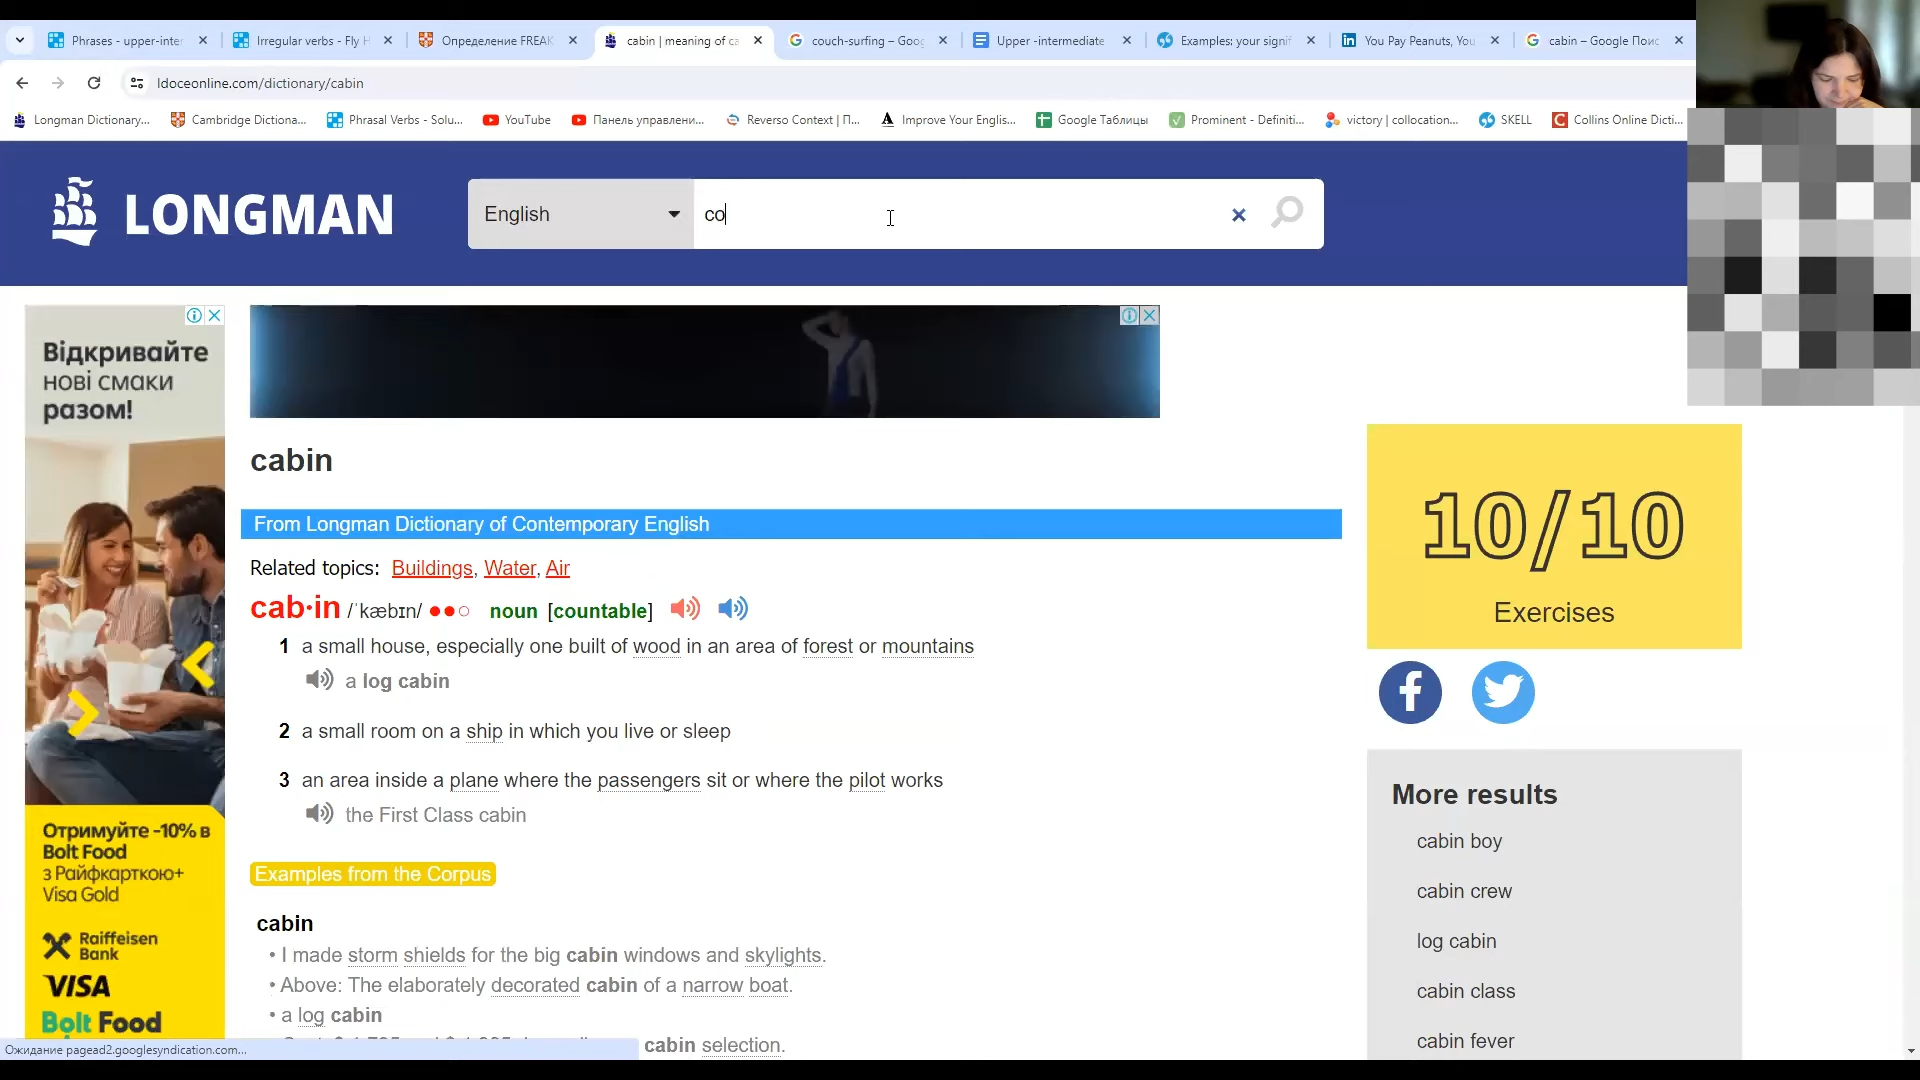 Phrases - upper-inte
Irregular verbs - Fly H
Определение FREAK
cabin | meaning of ca
couch-surfing – Goog
Upper -intermediate
Examples: your signif
You Pay Peanuts, You
cabin – Google Поис
ldoceonline.com/dictionary/cabin
Longman Dictionary...
Cambridge Dictiona...
Phrasal Verbs - Solu...
YouTube
Панель управлени...
Reverso Context | П...
Improve Your Englis...
Google Таблицы
Prominent - Definiti...
victory | collocation...
SKELL
Collins Online Dicti...
LONGMAN
English
co
Відкривайте
нові смаки
разом!
Отримуйте -10% в
Bolt Food
з Райфкарткою+
Visa Gold
Raiffeisen
Bank
VISA
Bolt Food
cabin
From Longman Dictionary of Contemporary English
Related topics: Buildings, Water, Air
cab·in /ˈkæbɪn/ ●●○ noun [countable]
1 a small house, especially one built of wood in an area of forest or mountains
a log cabin
2 a small room on a ship in which you live or sleep
3 an area inside a plane where the passengers sit or where the pilot works
the First Class cabin
Examples from the Corpus
cabin
• I made storm shields for the big cabin windows and skylights.
• Above: The elaborately decorated cabin of a narrow boat.
• a log cabin
cabin selection.
10/10
Exercises
More results
cabin boy
cabin crew
log cabin
cabin class
cabin fever
Ожидание pagead2.googlesyndication.com...